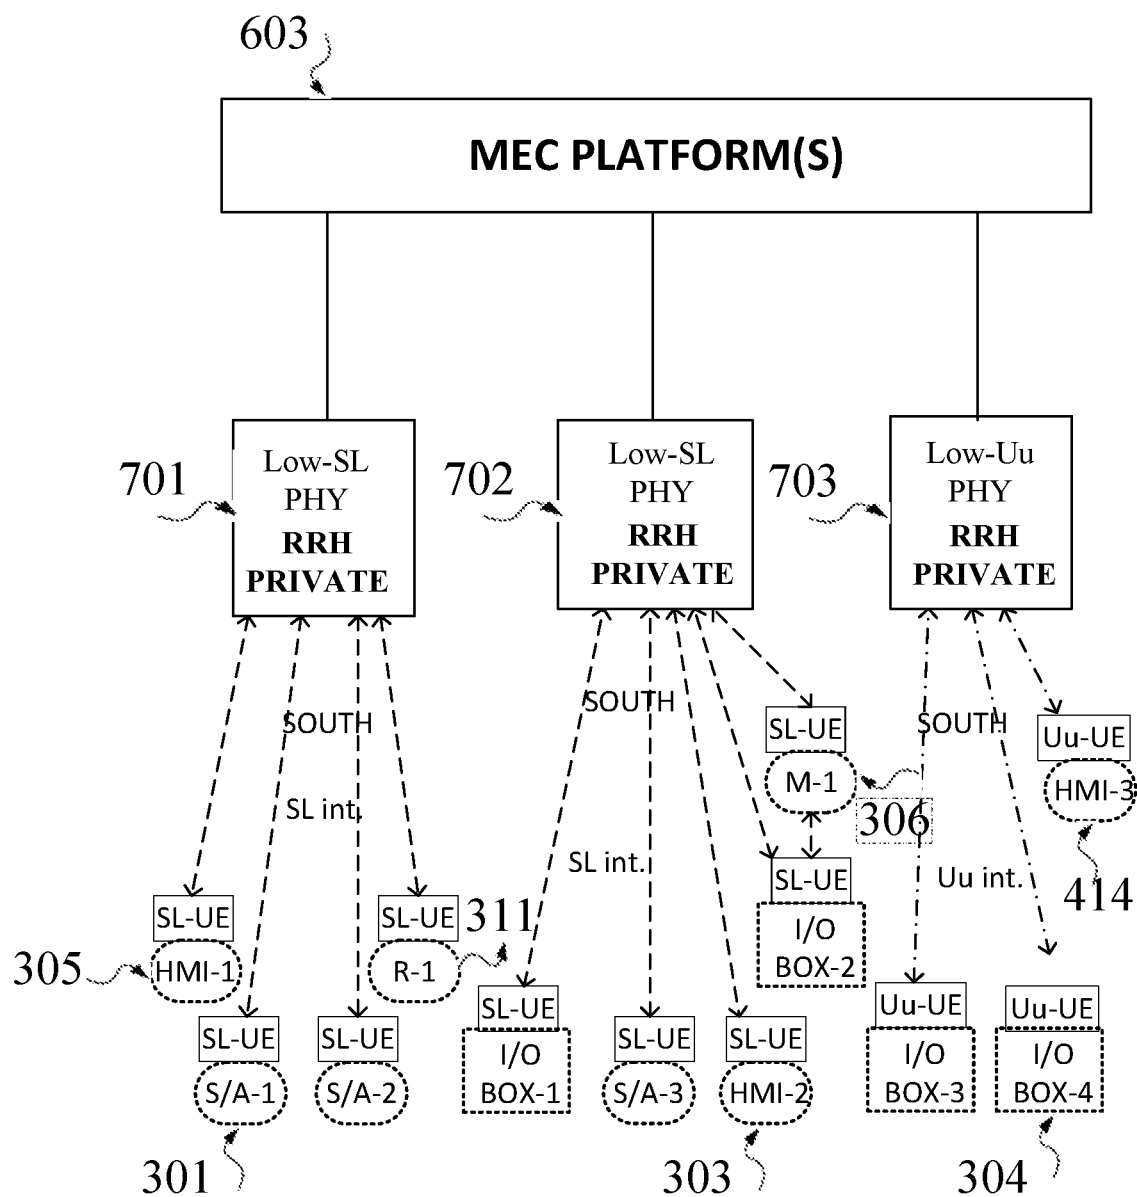 603
MEC PLATFORM(S)
701
Low-SL
PHY
RRH
PRIVATE
702
Low-SL
PHY
RRH
PRIVATE
703
Low-Uu
PHY
RRH
PRIVATE
SOUTH
SL int.
SOUTH
SL int.
SOUTH
Uu int.
SL-UE
M-1
306
Uu-UE
HMI-3
414
SL-UE
I/O
BOX-2
305
SL-UE
HMI-1
SL-UE
R-1
311
SL-UE
S/A-1
301
SL-UE
S/A-2
SL-UE
I/O
BOX-1
SL-UE
S/A-3
SL-UE
HMI-2
303
Uu-UE
I/O
BOX-3
Uu-UE
I/O
BOX-4
304